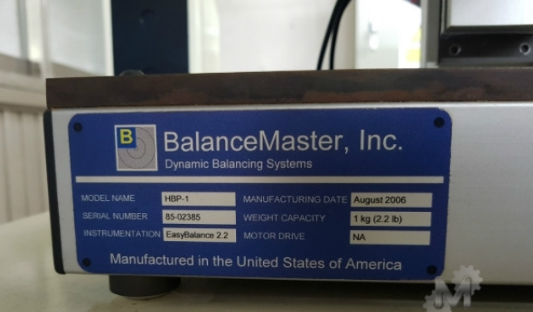 B
BalanceMaster, Inc.
Dynamic Balancing Systems
MODEL NAME HBP-1 MANUFACTURING DATE August 2006
SERIAL NUMBER 85-02385 WEIGHT CAPACITY 1 kg (2.2 lb)
INSTRUMENTATION EasyBalance 2.2 MOTOR DRIVE NA
Manufactured in the United States of America
M